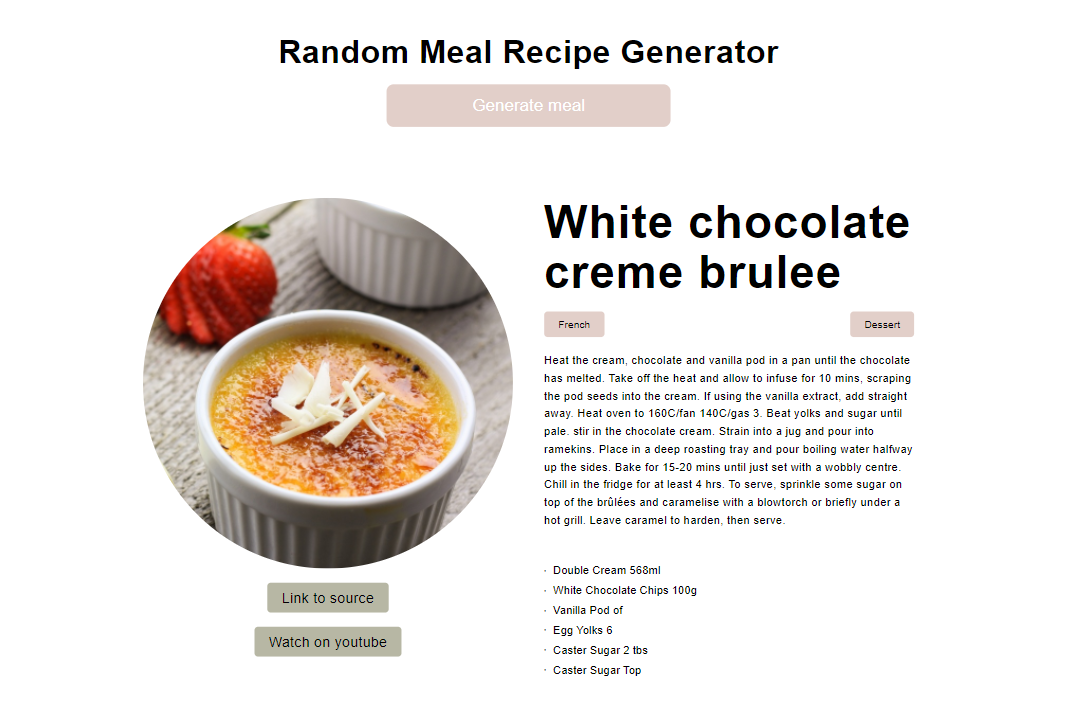 Random Meal Recipe Generator
Generate meal
White chocolate
creme brulee
French
Dessert
Heat the cream, chocolate and vanilla pod in a pan until the chocolate
has melted. Take off the heat and allow to infuse for 10 mins, scraping
the pod seeds into the cream. If using the vanilla extract, add straight
away. Heat oven to 160C/fan 140C/gas 3. Beat yolks and sugar until
pale. stir in the chocolate cream. Strain into a jug and pour into
ramekins. Place in a deep roasting tray and pour boiling water halfway
up the sides. Bake for 15-20 mins until just set with a wobbly centre.
Chill in the fridge for at least 4 hrs. To serve, sprinkle some sugar on
top of the brûlées and caramelise with a blowtorch or briefly under a
hot grill. Leave caramel to harden, then serve.
Double Cream 568ml
White Chocolate Chips 100g
Vanilla Pod of
Egg Yolks 6
Caster Sugar 2 tbs
Caster Sugar Top
Link to source
Watch on youtube